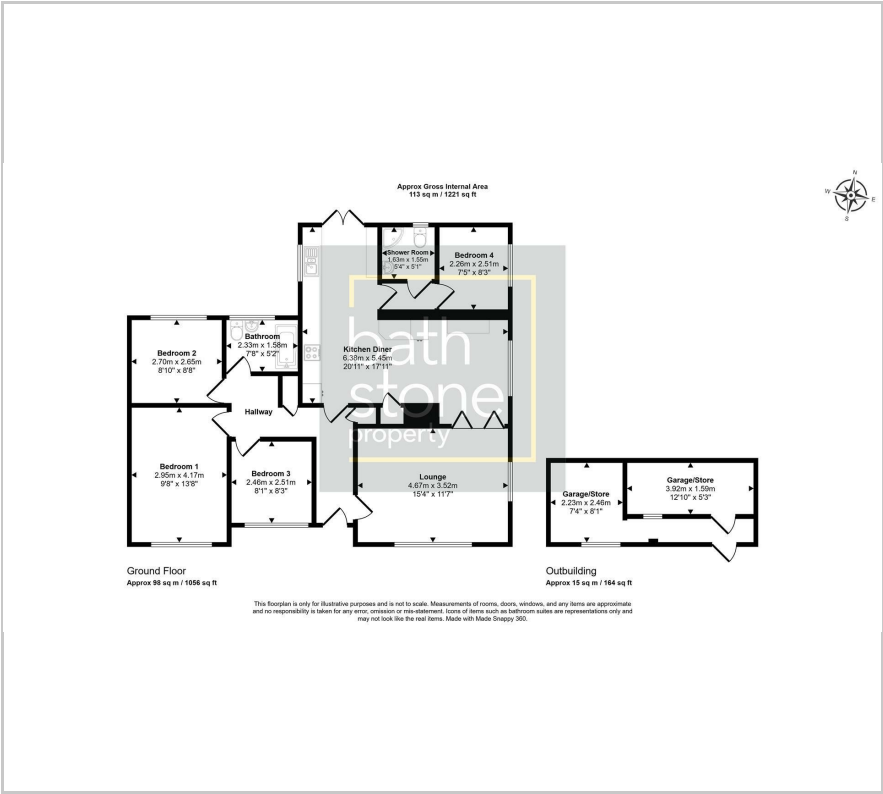 Approx Gross Internal Area
113 sq m / 1221 sq ft
N
W
E
S
Shower Room
1.63m x 1.55m
5'4" x 5'1"
Bedroom 4
2.26m x 2.51m
7'5" x 8'3"
Bathroom
2.33m x 1.58m
7'8" x 5'2"
Bedroom 2
2.70m x 2.65m
8'10" x 8'8"
bath
stone
property
Kitchen Diner
6.38m x 5.45m
20'11" x 17'11"
Hallway
Bedroom 1
2.95m x 4.17m
9'8" x 13'8"
Bedroom 3
2.46m x 2.51m
8'1" x 8'3"
Lounge
4.67m x 3.52m
15'4" x 11'7"
Garage/Store
2.23m x 2.46m
7'4" x 8'1"
Garage/Store
3.92m x 1.59m
12'10" x 5'3"
Ground Floor
Approx 98 sq m / 1056 sq ft
Outbuilding
Approx 15 sq m / 164 sq ft
This floorplan is only for illustrative purposes and is not to scale. Measurements of rooms, doors, windows, and any items are approximate
and no responsibility is taken for any error, omission or mis-statement. Icons of items such as bathroom suites are representations only and
may not look like the real items. Made with Made Snappy 360.